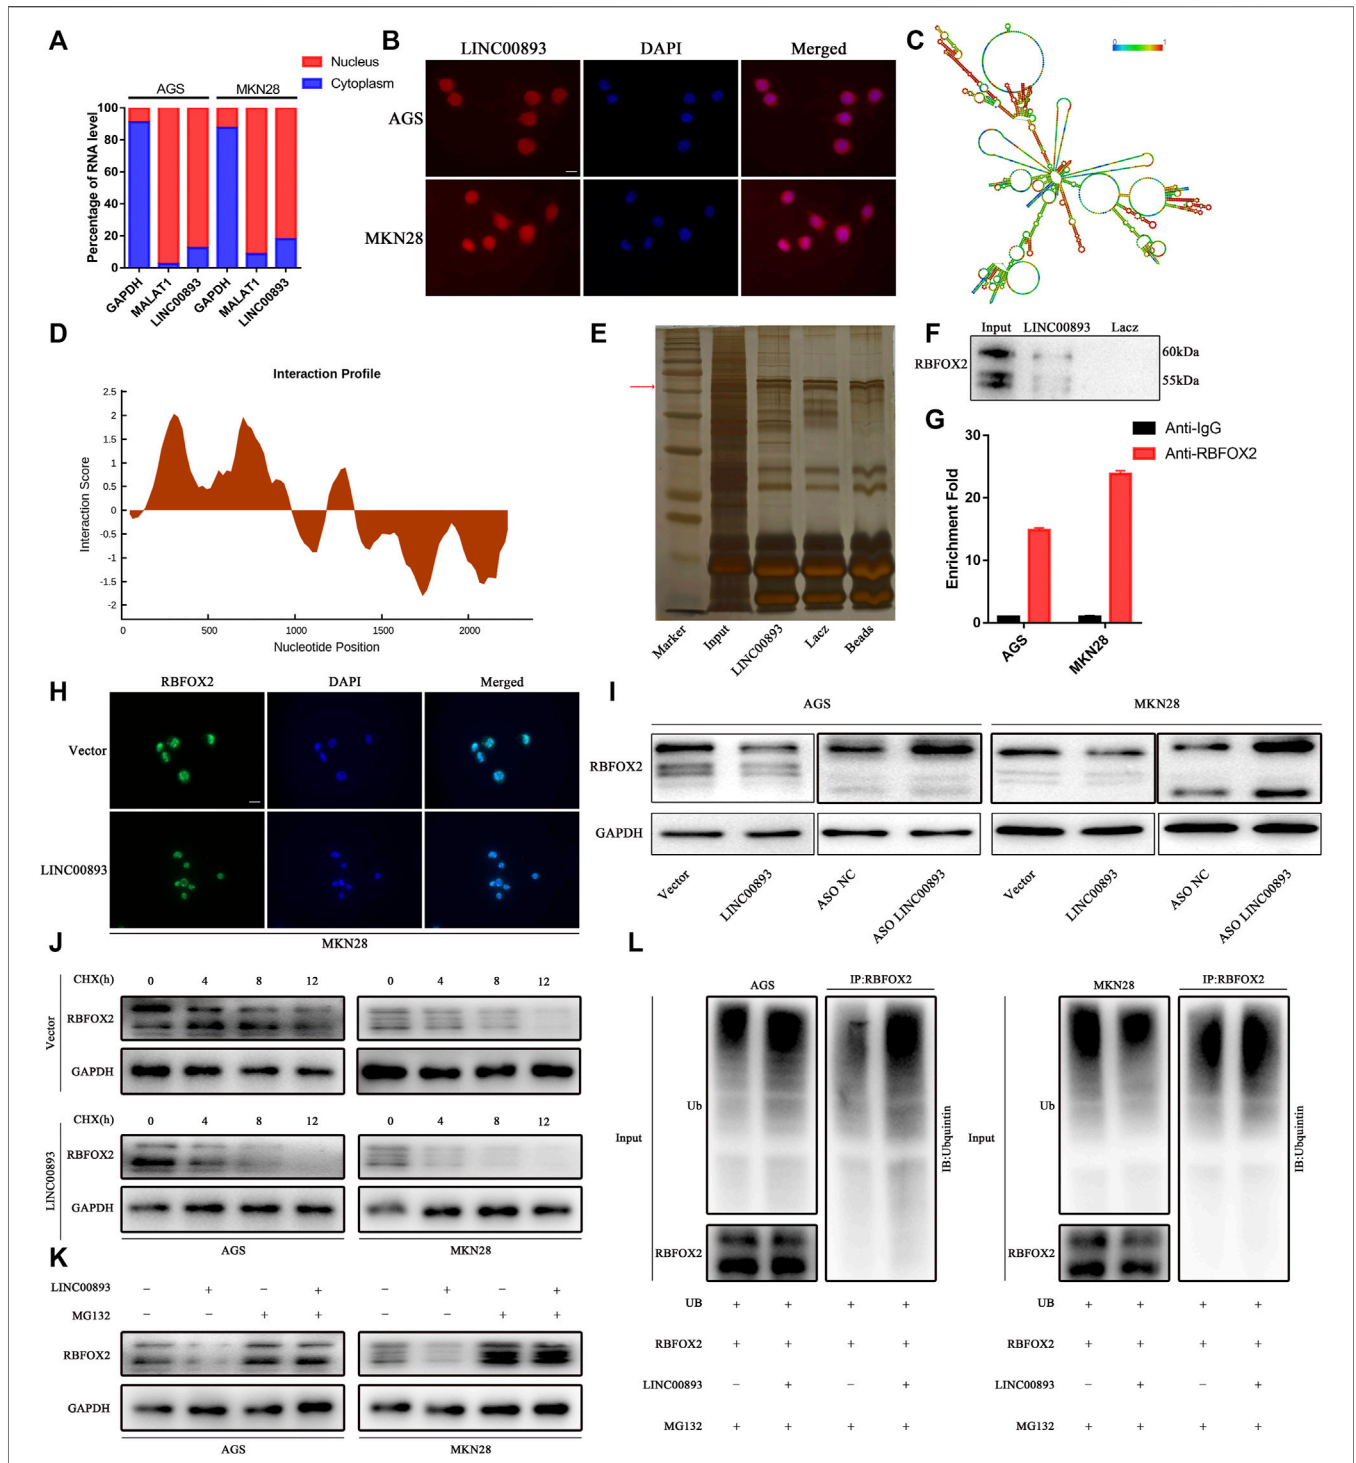 A
Nucleus
Cytoplasm
AGS
MKN28
Percentage of RNA level
100
80
60
40
20
0
GAPDH
MALAT1
LINC00893
GAPDH
MALAT1
LINC00893
B
LINC00893
DAPI
Merged
AGS
MKN28
C
0
1
D
Interaction Profile
Interaction Score
2.5
2
1.5
1
0.5
0
-0.5
-1
-1.5
-2
0
500
1000
1500
2000
Nucleotide Position
E
Marker
Input
LINC00893
Lacz
Beads
F
Input
LINC00893
Lacz
RBFOX2
60kDa
55kDa
G
Anti-IgG
Anti-RBFOX2
Enrichment Fold
30
20
10
0
AGS
MKN28
H
RBFOX2
DAPI
Merged
Vector
LINC00893
MKN28
I
AGS
MKN28
RBFOX2
GAPDH
Vector
LINC00893
ASO NC
ASO LINC00893
Vector
LINC00893
ASO NC
ASO LINC00893
J
CHX(h) 0 4 8 12 0 4 8 12
Vector
RBFOX2
GAPDH
CHX(h) 0 4 8 12 0 4 8 12
LINC00893
RBFOX2
GAPDH
AGS
MKN28
K
LINC00893 − + − + − + − +
MG132 − − + + − − + +
RBFOX2
GAPDH
AGS
MKN28
L
AGS
IP:RBFOX2
MKN28
IP:RBFOX2
Input
Ub
RBFOX2
IB:Ubquintin
Input
Ub
RBFOX2
IB:Ubquintin
UB + + + + UB + + + +
RBFOX2 + + + + RBFOX2 + + + +
LINC00893 − + − + LINC00893 − + − +
MG132 + + + + MG132 + + + +